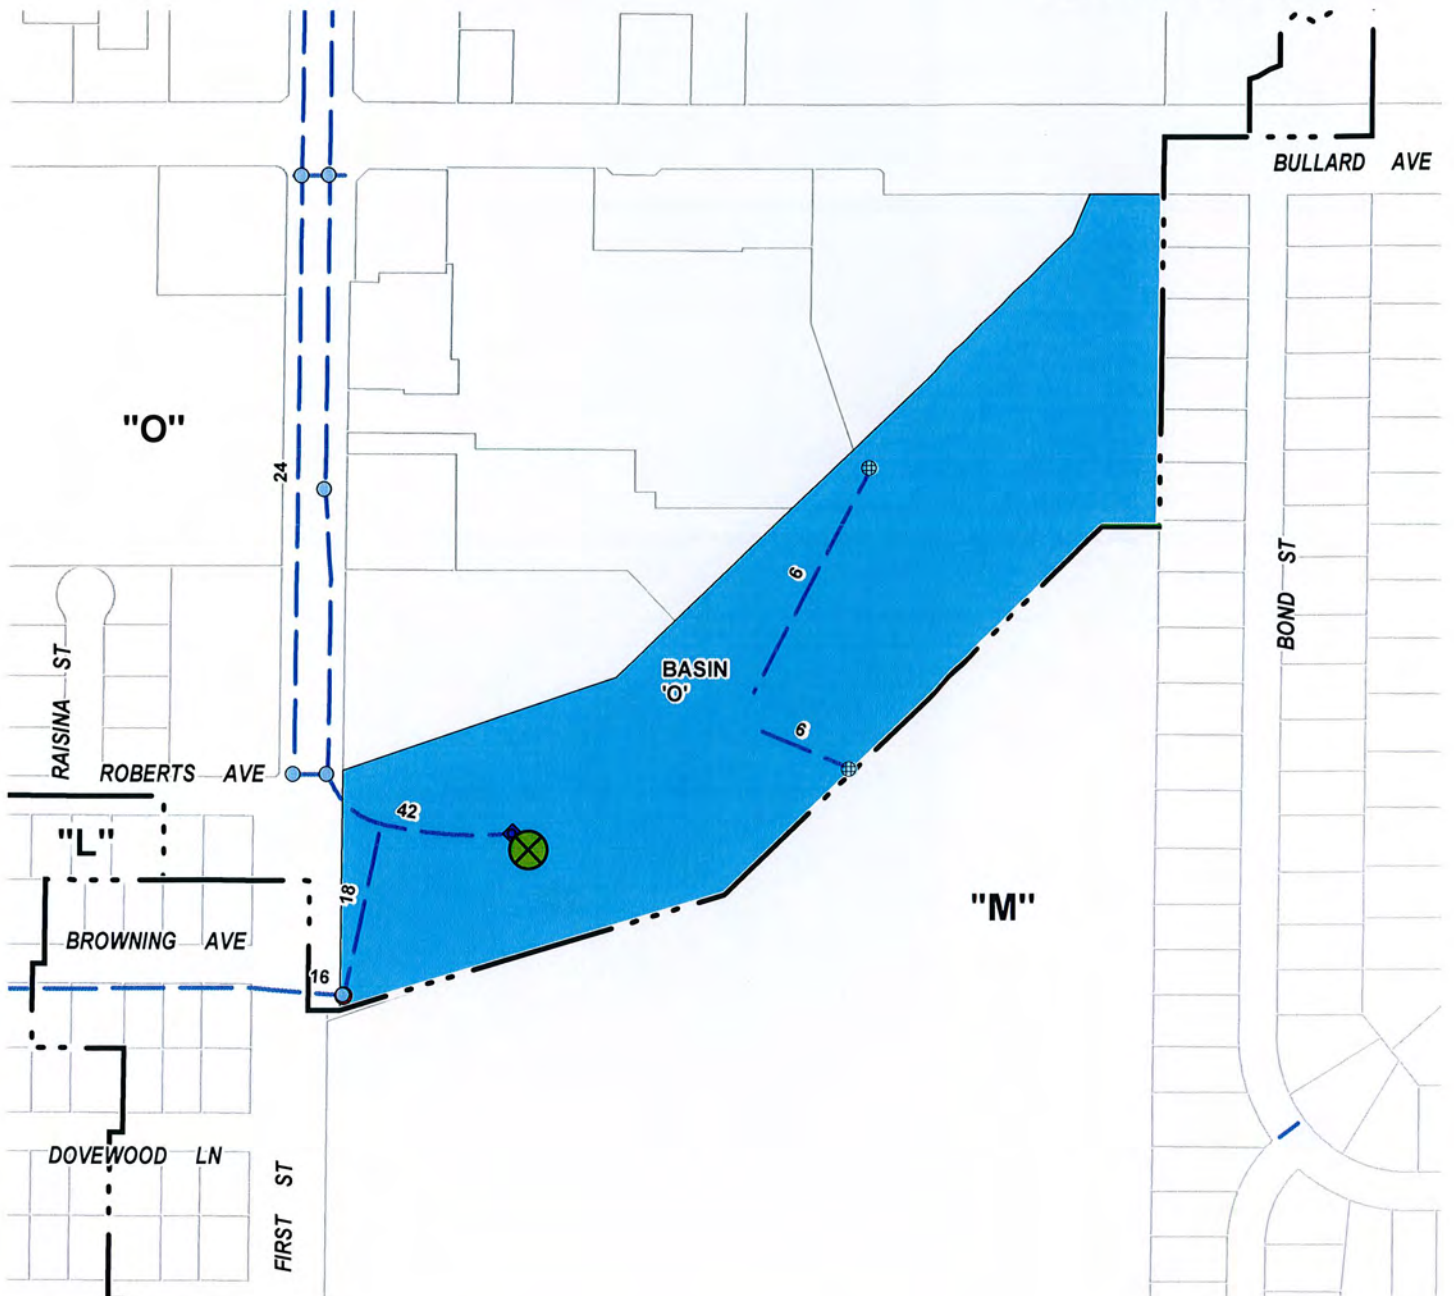 BULLARD AVE
"O"
24
6
BOND ST
RAISINA ST
BASIN
'O'
6
ROBERTS AVE
42
"L"
18
"M"
BROWNING AVE
16
DOVEWOOD LN
FIRST ST